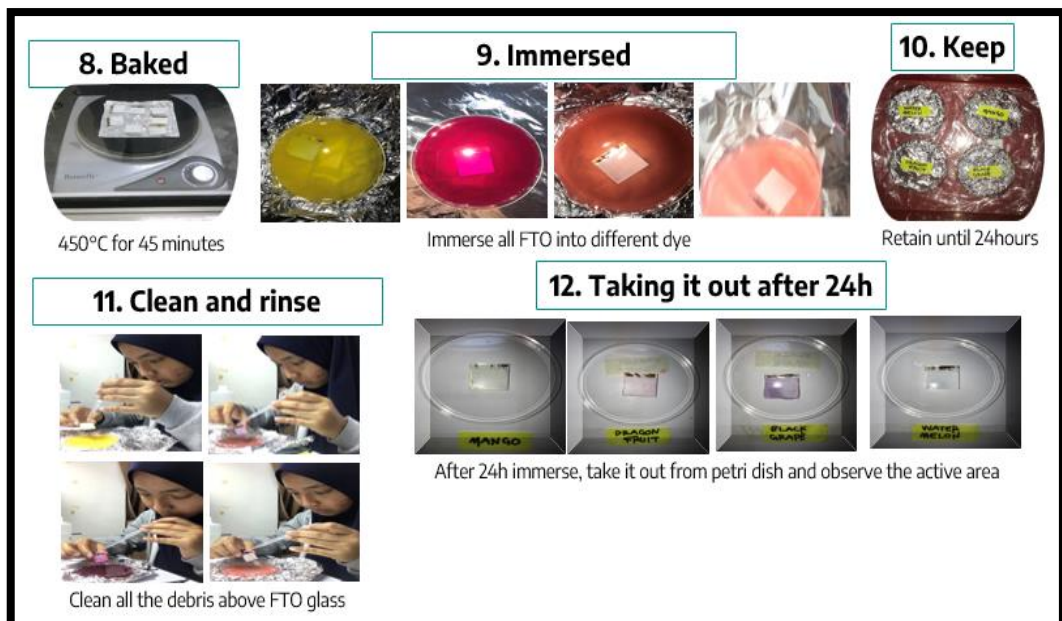 8. Baked
450°C for 45 minutes
9. Immersed
Immerse all FTO into different dye
10. Keep
MANGO
Retain until 24hours
11. Clean and rinse
Clean all the debris above FTO glass
12. Taking it out after 24h
MANGO
DRAGON
FRUIT
BLACK
GRAPE
WATER
MELON
After 24h immerse, take it out from petri dish and observe the active area